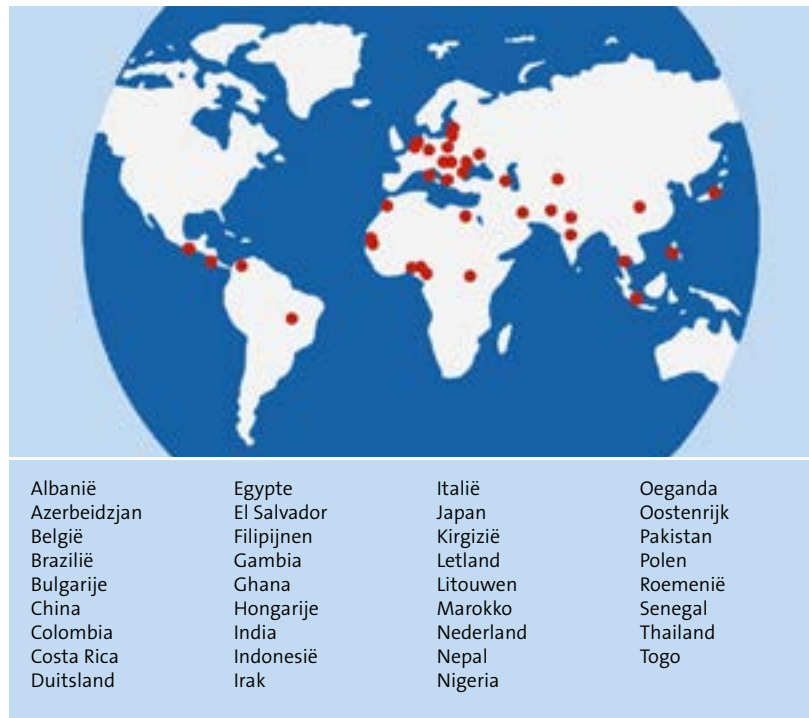 Albanië
Azerbeidzjan
België
Brazilië
Bulgarije
China
Colombia
Costa Rica
Duitsland
Egypte
El Salvador
Filipijnen
Gambia
Ghana
Hongarije
India
Indonesië
Irak
Italië
Japan
Kirgizië
Letland
Litouwen
Marokko
Nederland
Nepal
Nigeria
Oeganda
Oostenrijk
Pakistan
Polen
Roemenië
Senegal
Thailand
Togo